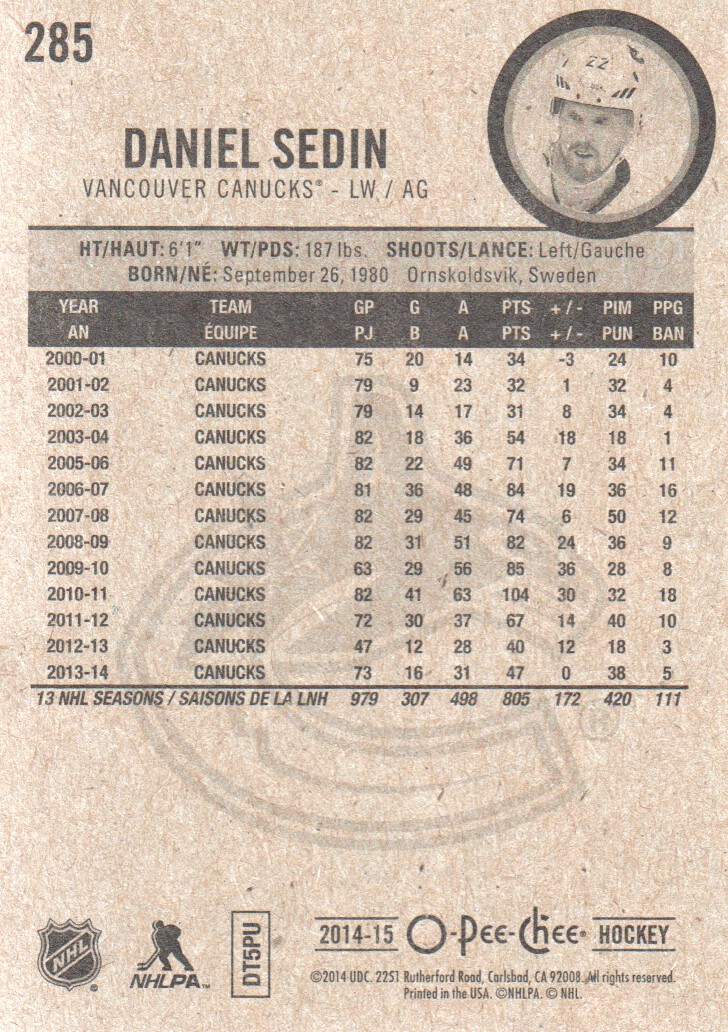 285
22
DANIEL SEDIN
VANCOUVER CANUCKS® - LW / AG
HT/HAUT: 6'1" WT/PDS: 187 lbs. SHOOTS/LANCE: Left/Gauche
BORN/NÉ: September 26, 1980 Ornskoldsvik, Sweden
YEAR TEAM GP G A PTS +/- PIM PPG
AN ÉQUIPE PJ B A PTS +/- PUN BAN
2000-01 CANUCKS 75 20 14 34 -3 24 10
2001-02 CANUCKS 79 9 23 32 1 32 4
2002-03 CANUCKS 79 14 17 31 8 34 4
2003-04 CANUCKS 82 18 36 54 18 18 1
2005-06 CANUCKS 82 22 49 71 7 34 11
2006-07 CANUCKS 81 36 48 84 19 36 16
2007-08 CANUCKS 82 29 45 74 6 50 12
2008-09 CANUCKS 82 31 51 82 24 36 9
2009-10 CANUCKS 63 29 56 85 36 28 8
2010-11 CANUCKS 82 41 63 104 30 32 18
2011-12 CANUCKS 72 30 37 67 14 40 10
2012-13 CANUCKS 47 12 28 40 12 18 3
2013-14 CANUCKS 73 16 31 47 0 38 5
13 NHL SEASONS / SAISONS DE LA LNH 979 307 498 805 172 420 111
®
NHL ®
NHLPA™
DT5PU
2014-15 O-Pee-Chee® HOCKEY
©2014 UDC. 2251 Rutherford Road, Carlsbad, CA 92008. All rights reserved.
Printed in the USA. ©NHLPA. © NHL.